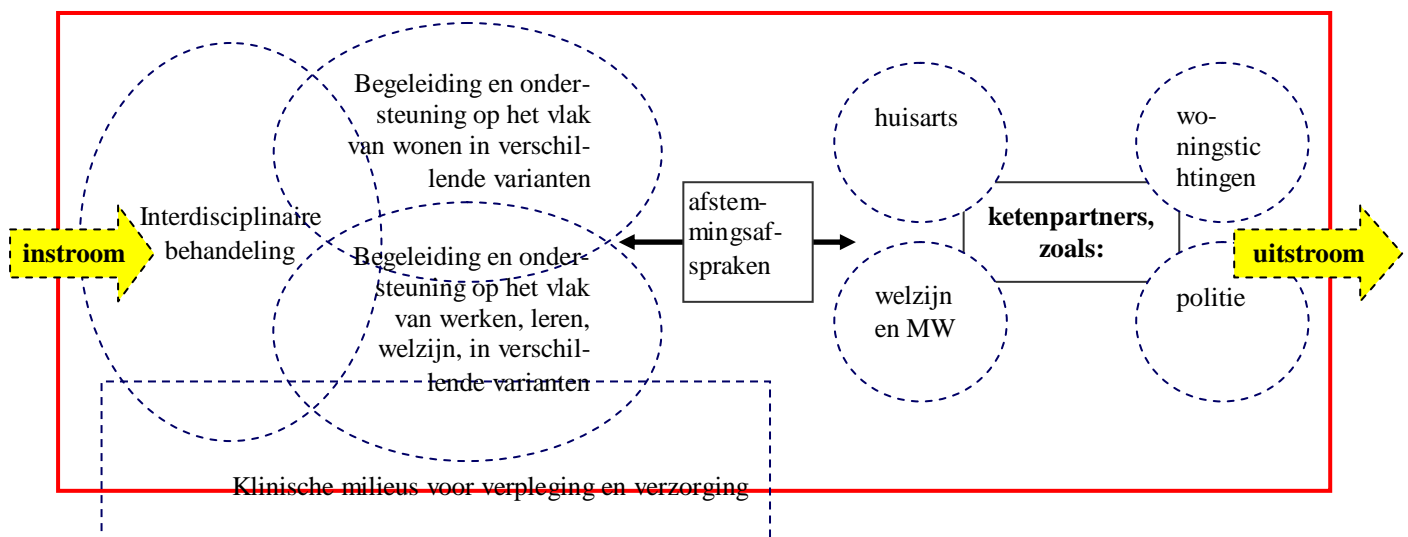 instroom
Interdisciplinaire
behandeling
Begeleiding en onder-
steuning op het vlak
van wonen in verschil-
lende varianten
Begeleiding en onder-
steuning op het vlak
van werken, leren,
welzijn, in verschil-
lende varianten
Klinische milieus voor verpleging en verzorging
afstem-
mingsaf-
spraken
huisarts
wo-
ningstic
htingen
ketenpartners,
zoals:
welzijn
en MW
politie
uitstroom